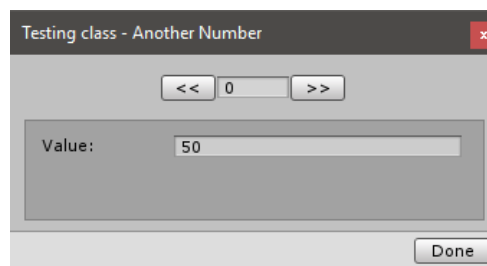 Testing class - Another Number
x
<< 0 >>
Value: 50
Done